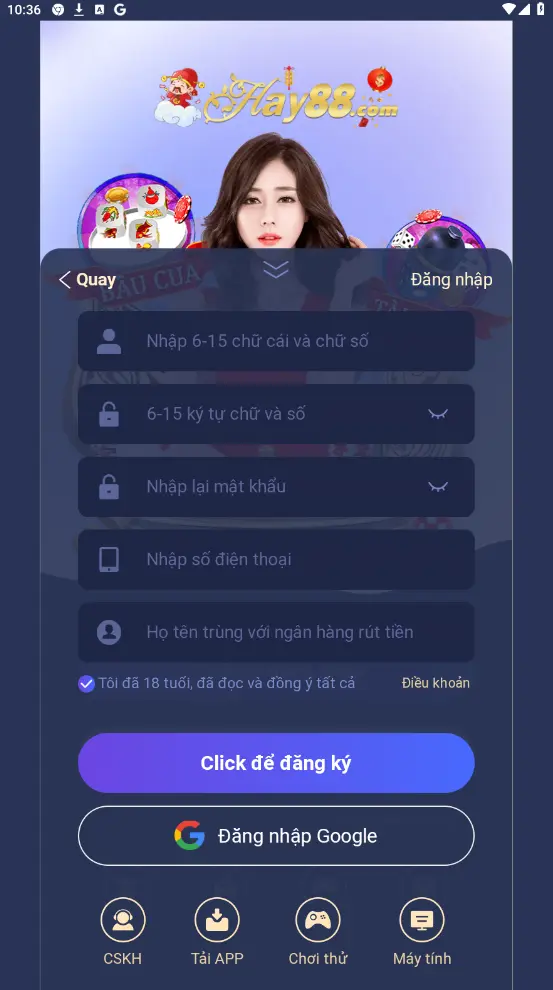 10:36
Hay88.com
BẦU CUA
Quay
Đăng nhập
Nhập 6-15 chữ cái và chữ số
6-15 ký tự chữ và số
Nhập lại mật khẩu
Nhập số điện thoại
Họ tên trùng với ngân hàng rút tiền
Tôi đã 18 tuổi, đã đọc và đồng ý tất cả
Điều khoản
Click để đăng ký
Đăng nhập Google
CSKH
Tải APP
Chơi thử
Máy tính